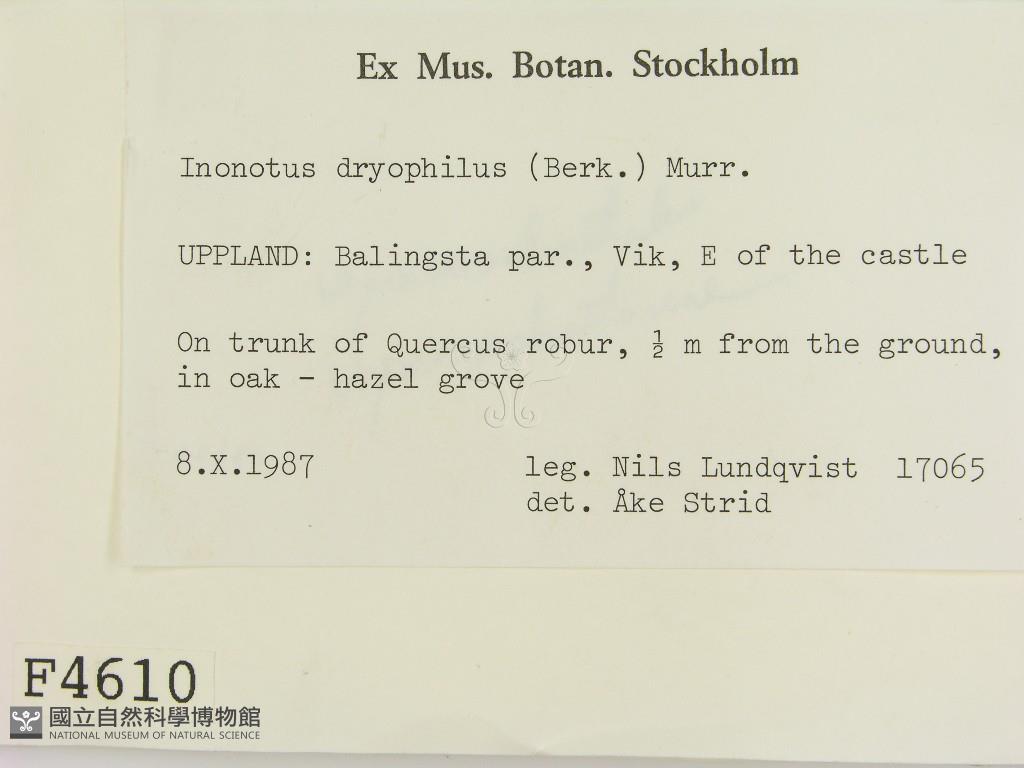 Ex Mus. Botan. Stockholm
Inonotus dryophilus (Berk.) Murr.
UPPLAND: Balingsta par., Vik, E of the castle
On trunk of Quercus robur, ½ m from the ground,
in oak - hazel grove
8.X.1987 leg. Nils Lundqvist 17065
det. Åke Strid
F4610
國立自然科學博物館
NATIONAL MUSEUM OF NATURAL SCIENCE